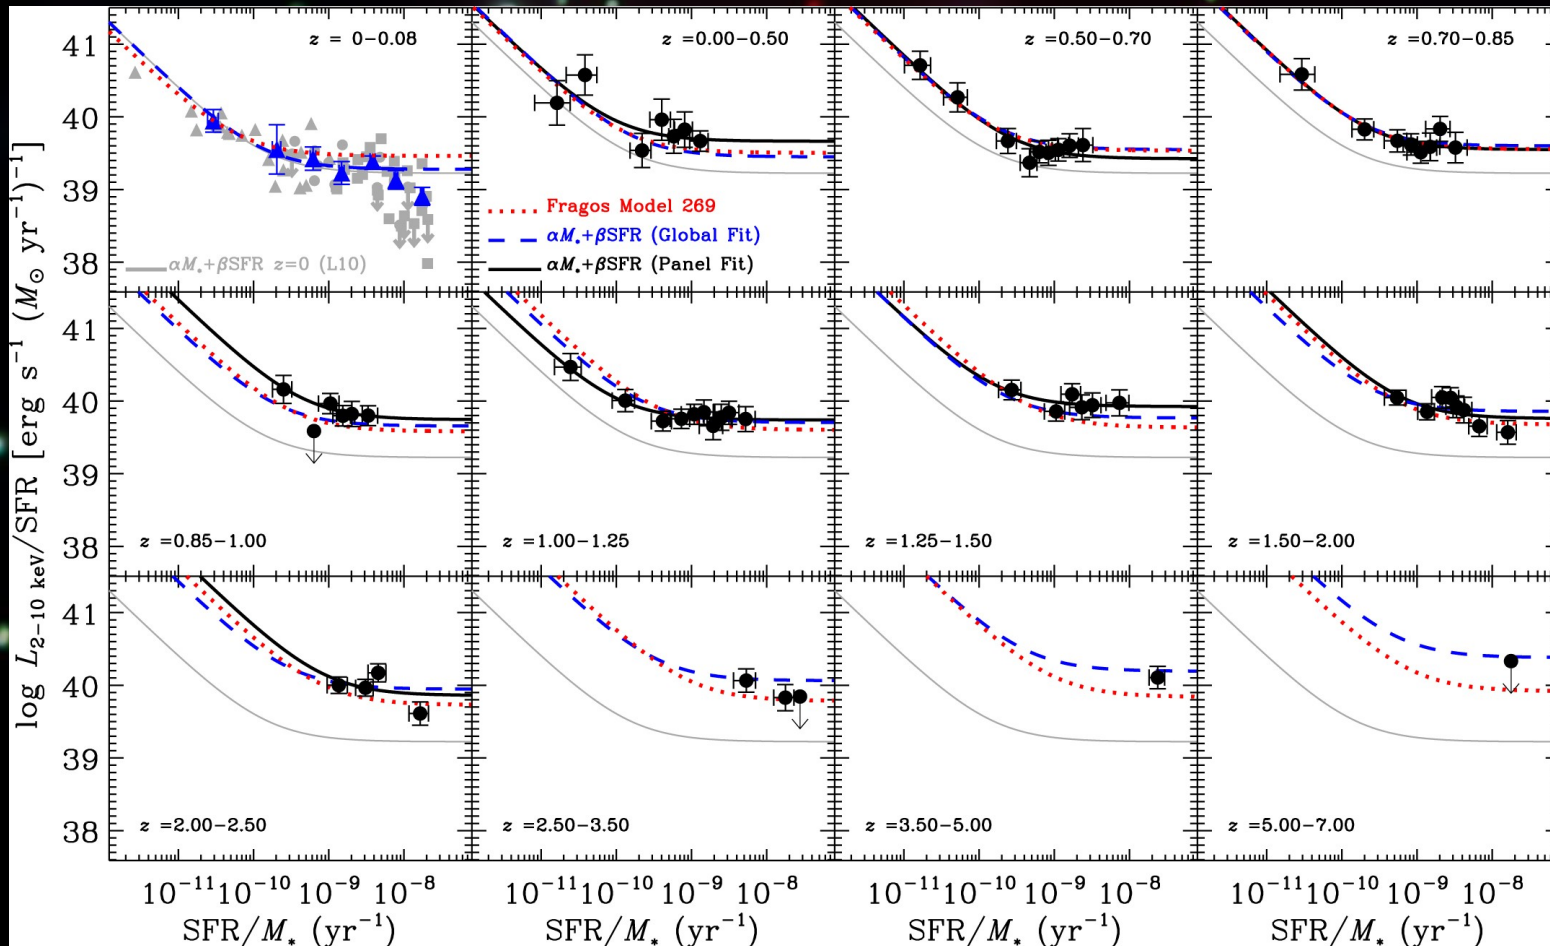 log L2−10 keV/SFR [erg s−1 (M⊙ yr−1)−1]
41
40
39
38
z = 0−0.08
αM⋆+βSFR z=0 (L10)
z =0.00−0.50
Fragos Model 269
αM⋆+βSFR (Global Fit)
αM⋆+βSFR (Panel Fit)
z =0.50−0.70
z =0.70−0.85
41
40
39
38
z =0.85−1.00
z =1.00−1.25
z =1.25−1.50
z =1.50−2.00
41
40
39
38
z =2.00−2.50
z =2.50−3.50
z =3.50−5.00
z =5.00−7.00
10−11 10−10 10−9 10−8
10−11 10−10 10−9 10−8
10−11 10−10 10−9 10−8
10−11 10−10 10−9 10−8
SFR/M⋆ (yr−1)
SFR/M⋆ (yr−1)
SFR/M⋆ (yr−1)
SFR/M⋆ (yr−1)